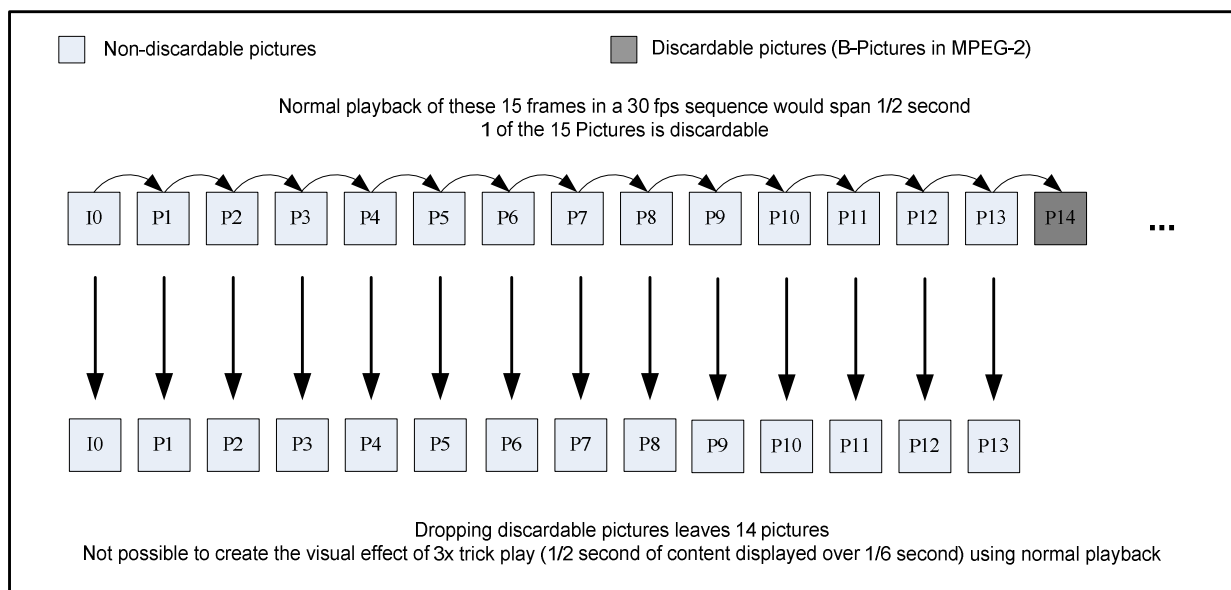 Non-discardable pictures
Discardable pictures (B-Pictures in MPEG-2)
Normal playback of these 15 frames in a 30 fps sequence would span 1/2 second
1 of the 15 Pictures is discardable
I0 P1 P2 P3 P4 P5 P6 P7 P8 P9 P10 P11 P12 P13 P14 ...
I0 P1 P2 P3 P4 P5 P6 P7 P8 P9 P10 P11 P12 P13
Dropping discardable pictures leaves 14 pictures
Not possible to create the visual effect of 3x trick play (1/2 second of content displayed over 1/6 second) using normal playback